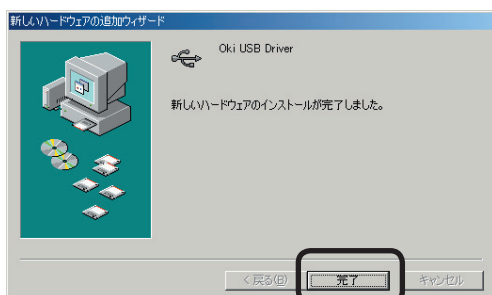 新しいハードウェアの追加ウィザード
Oki USB Driver
新しいハードウェアのインストールが完了しました。
< 戻る(B)
完了
キャンセル